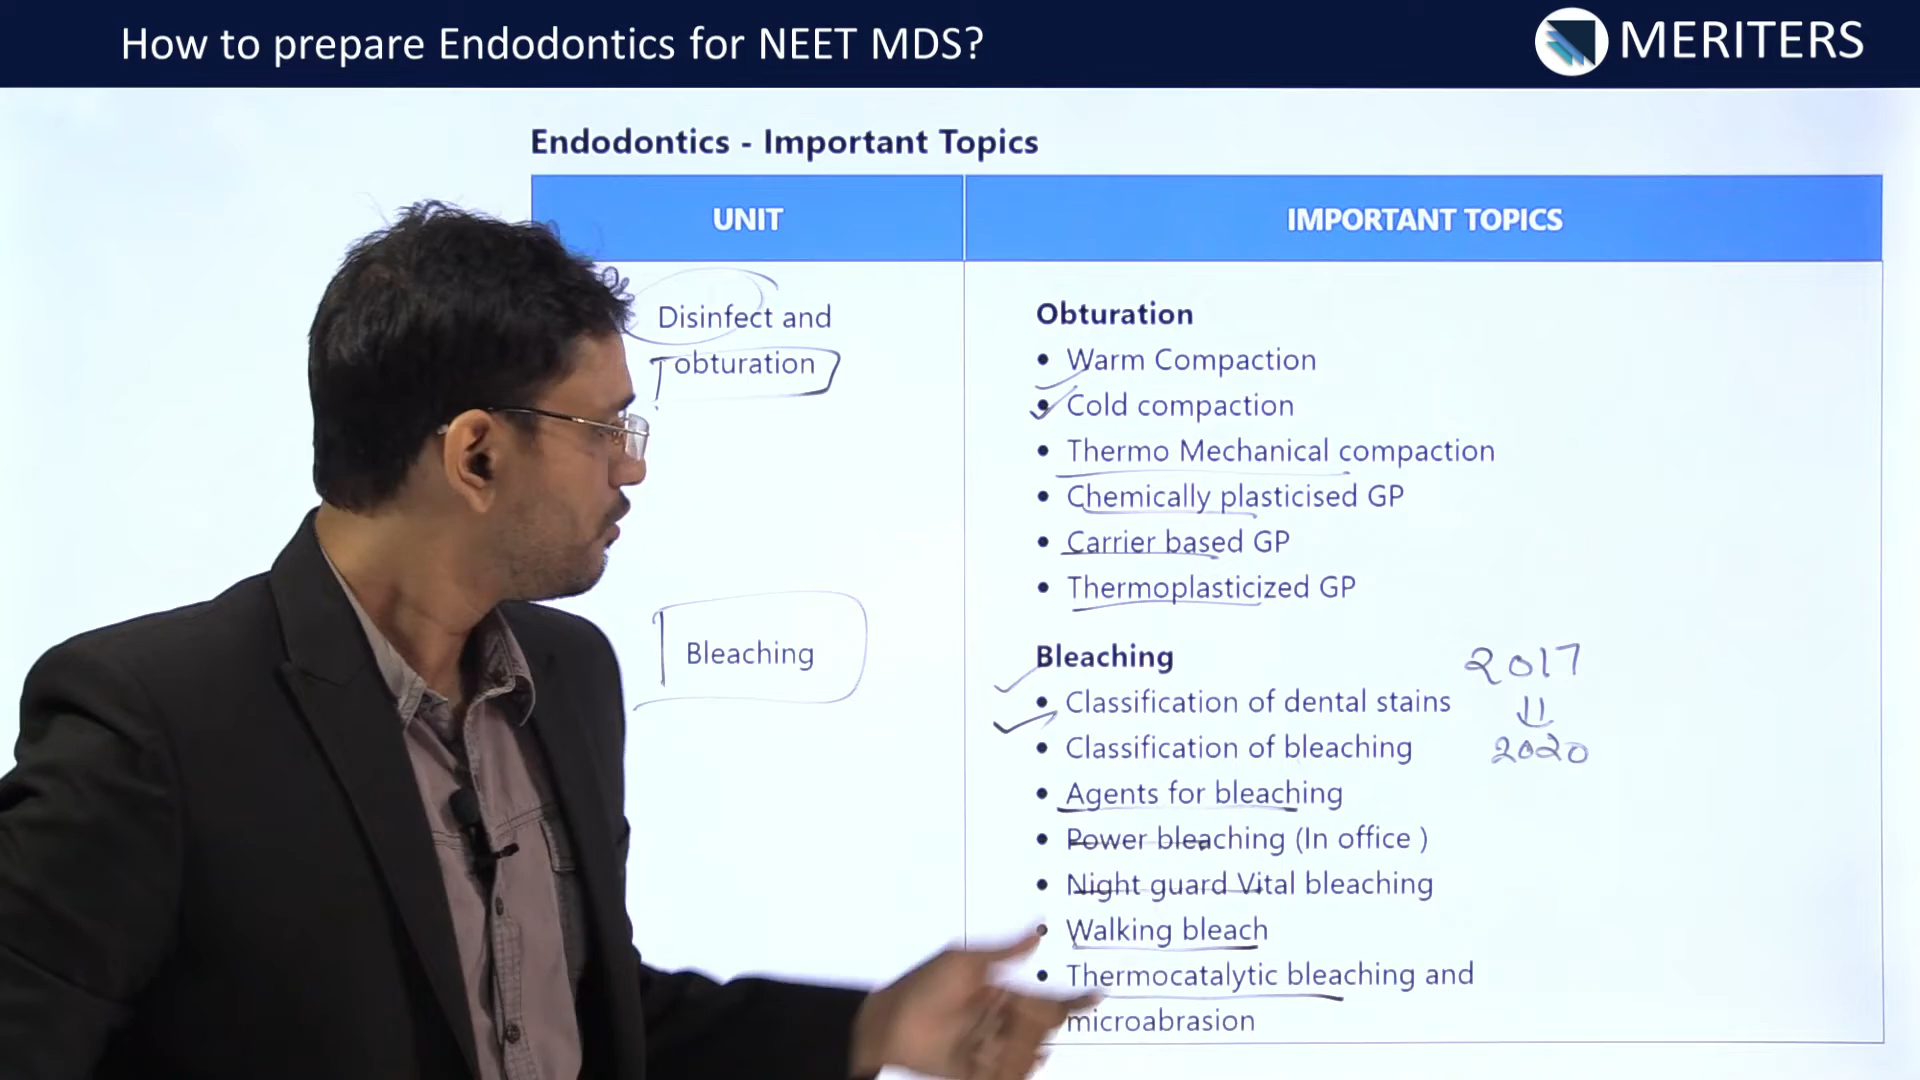 How to prepare Endodontics for NEET MDS?
MERITERS
Endodontics - Important Topics
UNIT
IMPORTANT TOPICS
Disinfect and
obturation
Obturation
• Warm Compaction
• Cold compaction
• Thermo Mechanical compaction
• Chemically plasticised GP
• Carrier based GP
• Thermoplasticized GP
Bleaching
Bleaching
• Classification of dental stains
• Classification of bleaching
• Agents for bleaching
• Power bleaching (In office )
• Night guard Vital bleaching
• Walking bleach
• Thermocatalytic bleaching and
microabrasion
2017
2020